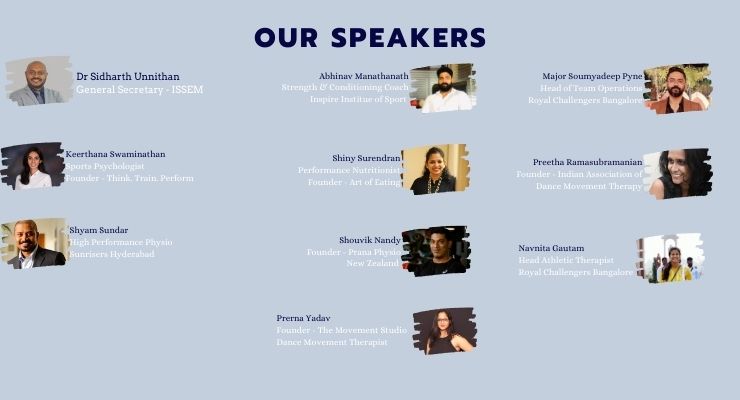 OUR SPEAKERS
Dr Sidharth Unnithan
General Secretary - ISSEM
Abhinav Manathanath
Strength & Conditioning Coach
Inspire Institue of Sport
Major Soumyadeep Pyne
Head of Team Operations
Royal Challengers Bangalore
Keerthana Swaminathan
Sports Psychologist
Founder - Think. Train. Perform
Shiny Surendran
Performance Nutritionist
Founder - Art of Eating
Preetha Ramasubramanian
Founder - Indian Association of
Dance Movement Therapy
Shyam Sundar
High Performance Physio
Sunrisers Hyderabad
Shouvik Nandy
Founder - Prana Physio
New Zealand
Navnita Gautam
Head Athletic Therapist
Royal Challengers Bangalore
Prerna Yadav
Founder - The Movement Studio
Dance Movement Therapist